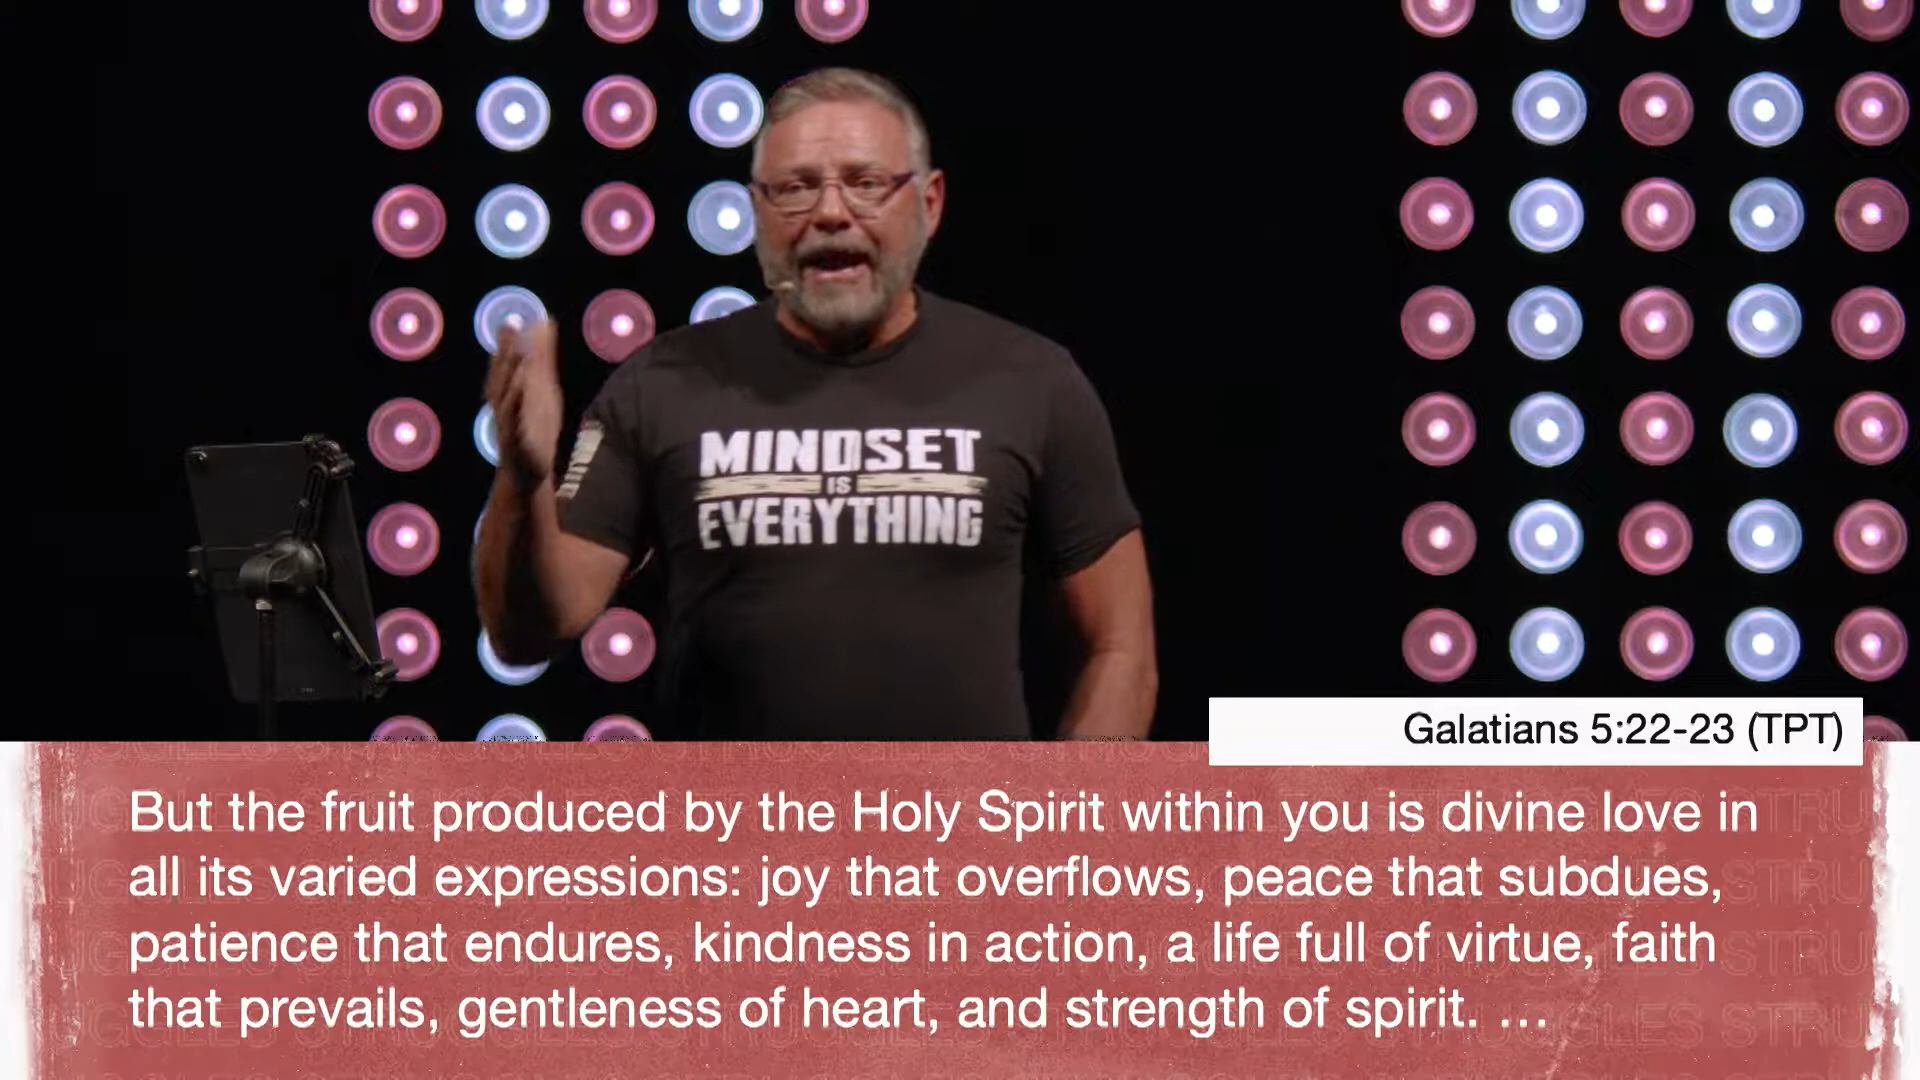 MINDSET
IS
EVERYTHING
Galatians 5:22-23 (TPT)
But the fruit produced by the Holy Spirit within you is divine love in
all its varied expressions: joy that overflows, peace that subdues,
patience that endures, kindness in action, a life full of virtue, faith
that prevails, gentleness of heart, and strength of spirit. ...